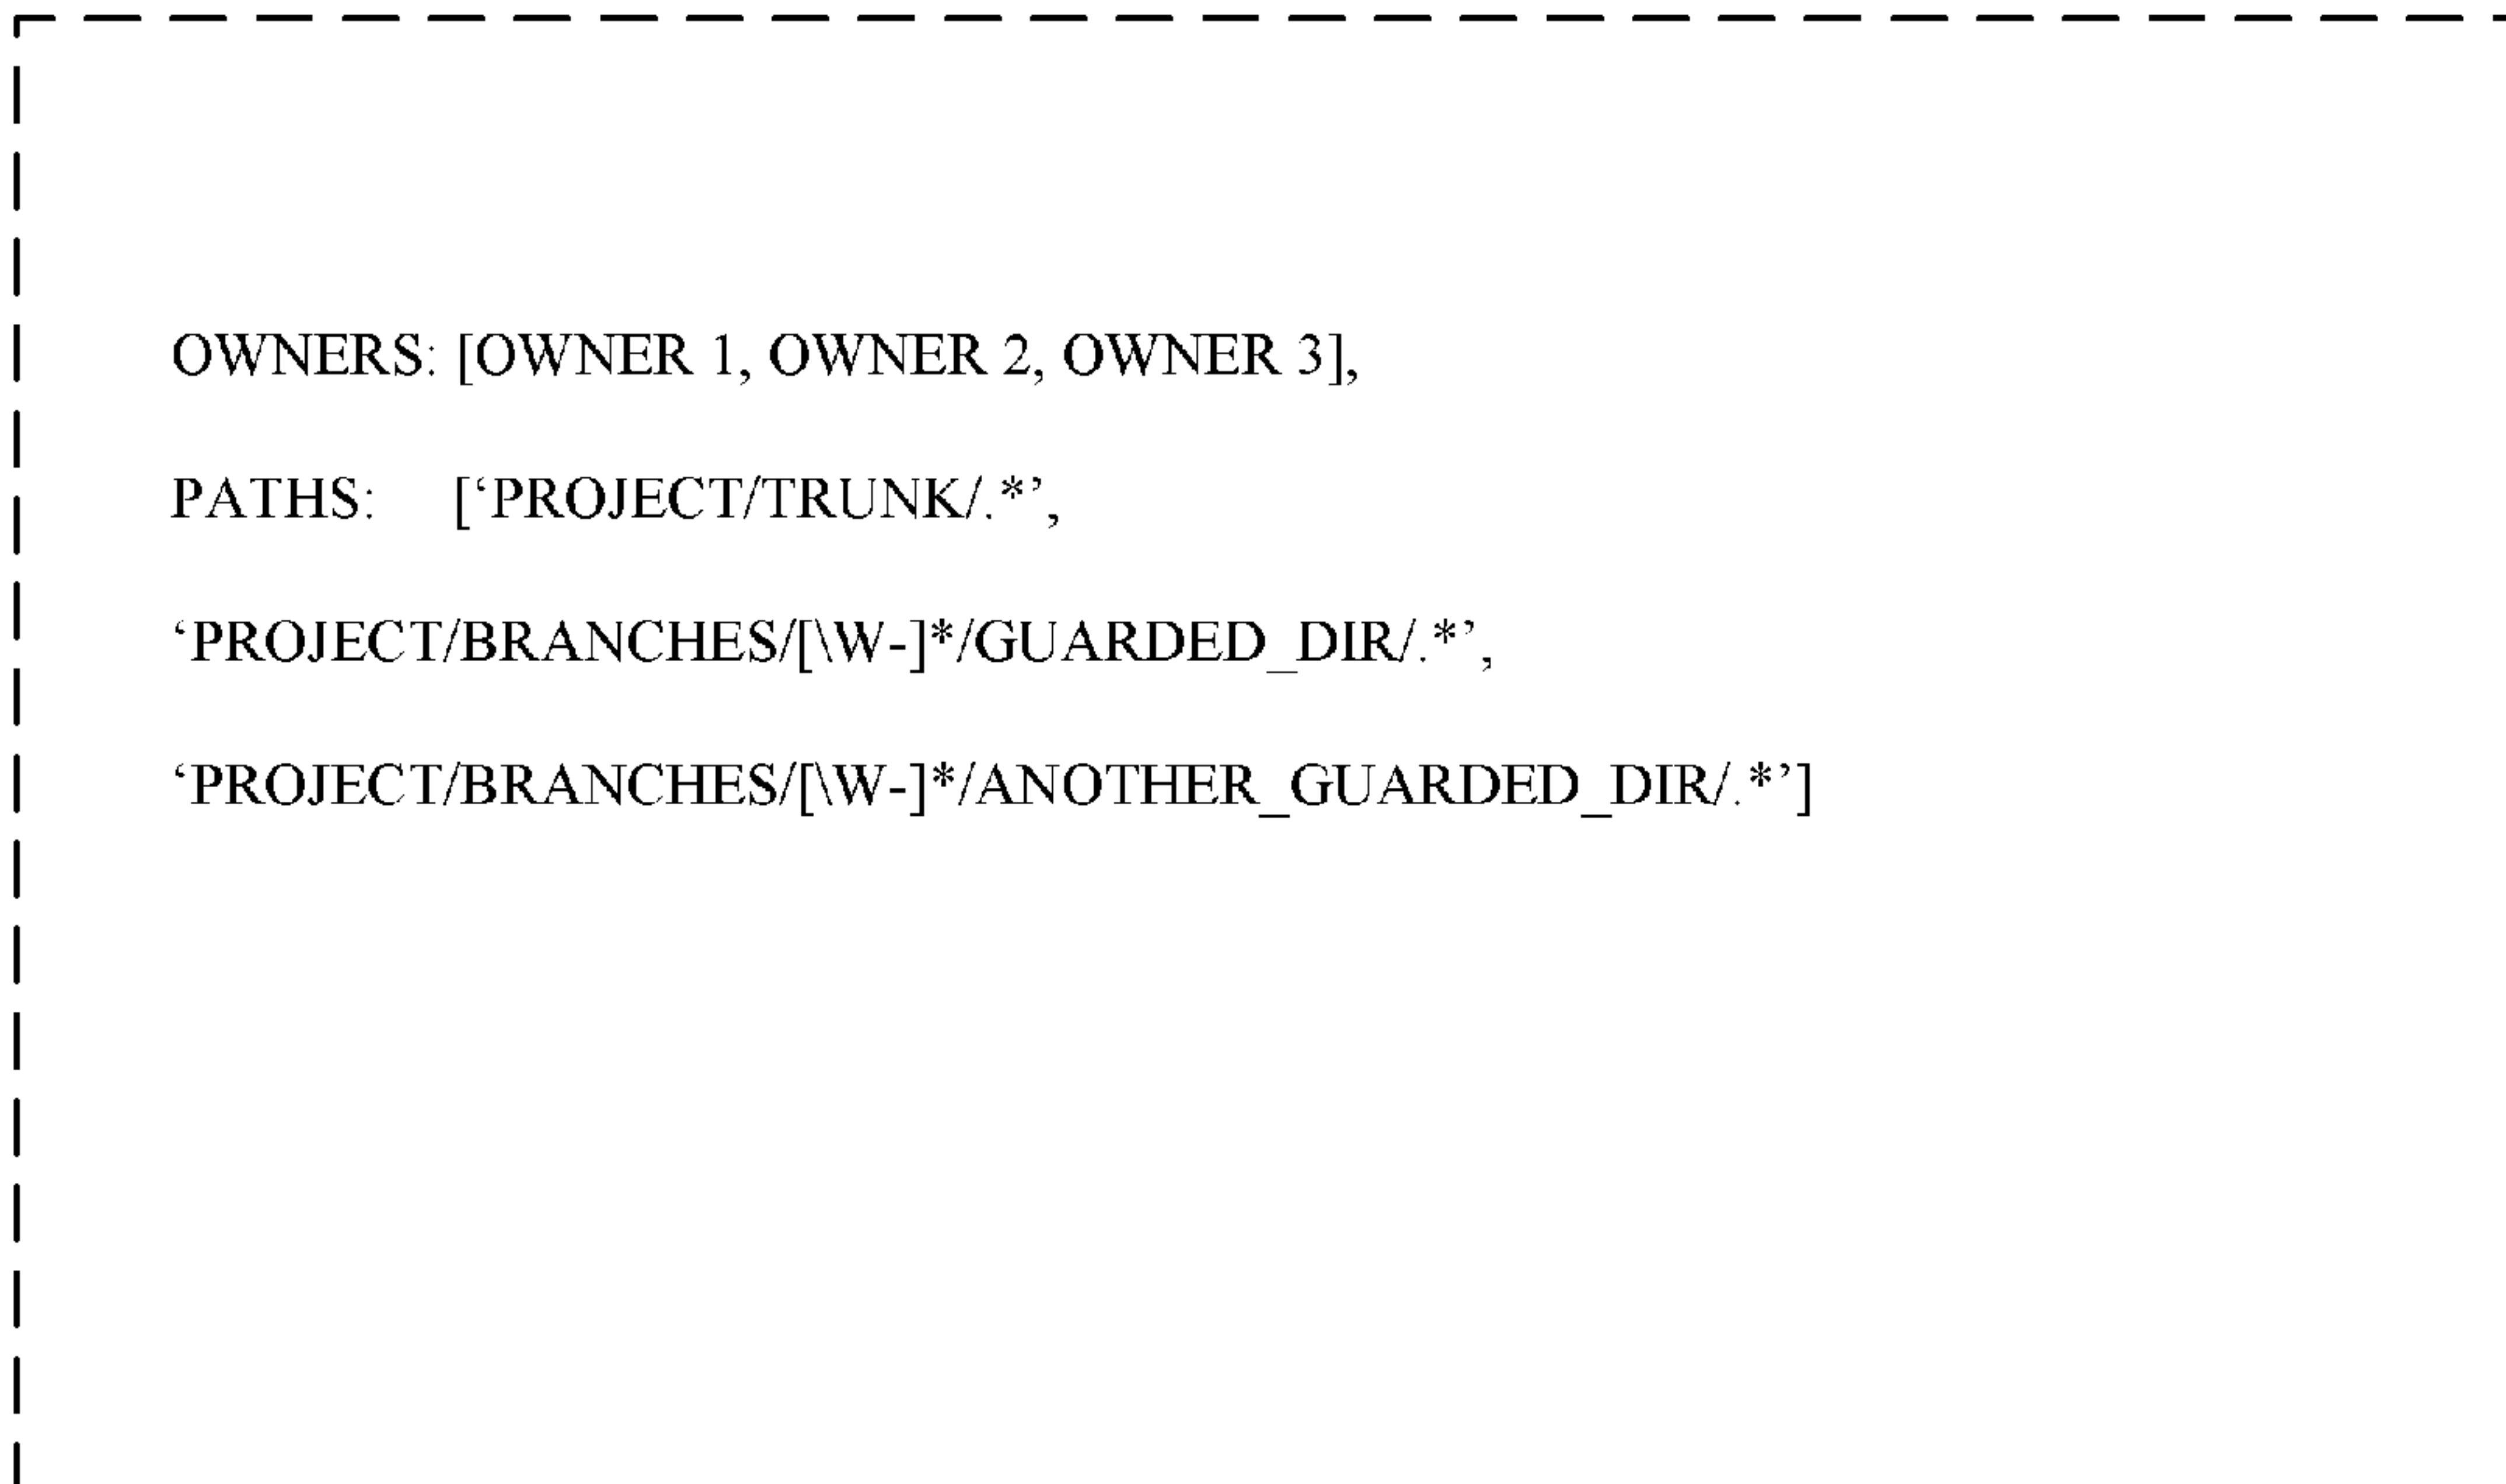 OWNERS: [OWNER 1, OWNER 2, OWNER 3],
PATHS: [‘PROJECT/TRUNK/.*’,
‘PROJECT/BRANCHES/[\W-]*/GUARDED_DIR/.*’,
‘PROJECT/BRANCHES/[\W-]*/ANOTHER_GUARDED_DIR/.*’]